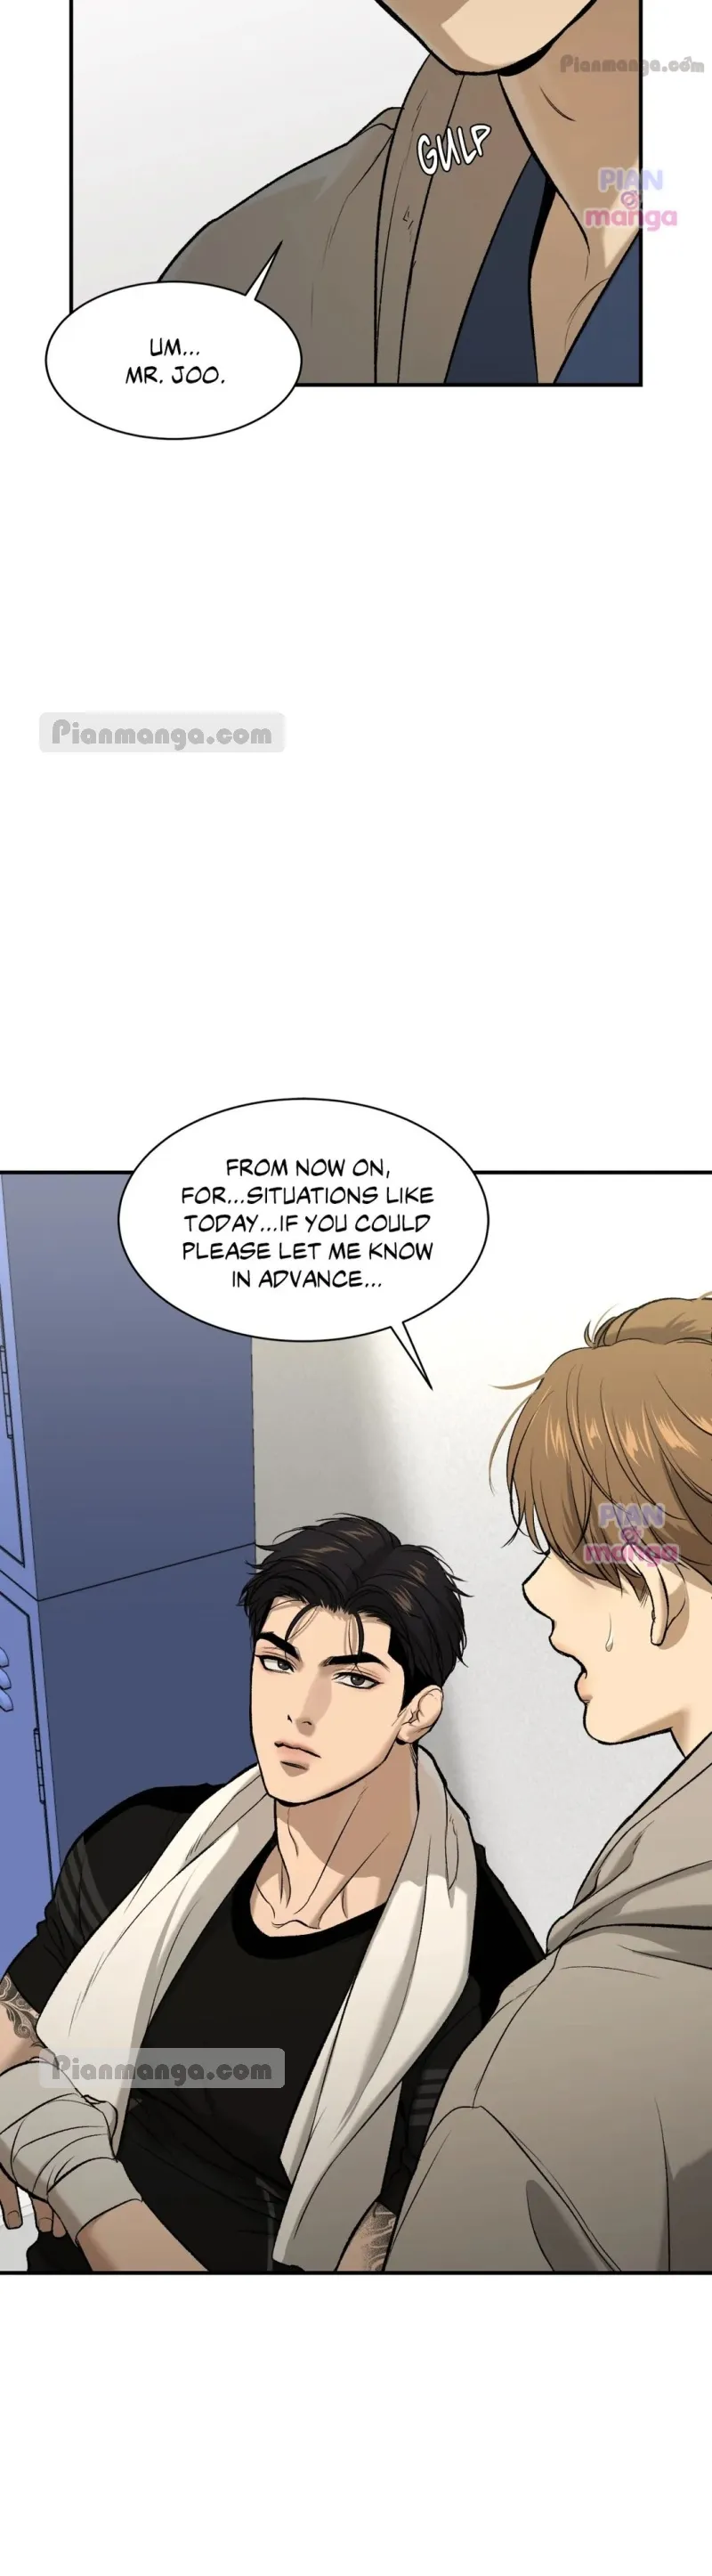 Pianmanga.com
GULP
PIAN
manga
UM...
MR. JOO.
Pianmanga.com
FROM NOW ON,
FOR...SITUATIONS LIKE
TODAY...IF YOU COULD
PLEASE LET ME KNOW
IN ADVANCE...
PIAN
manga
Pianmanga.com